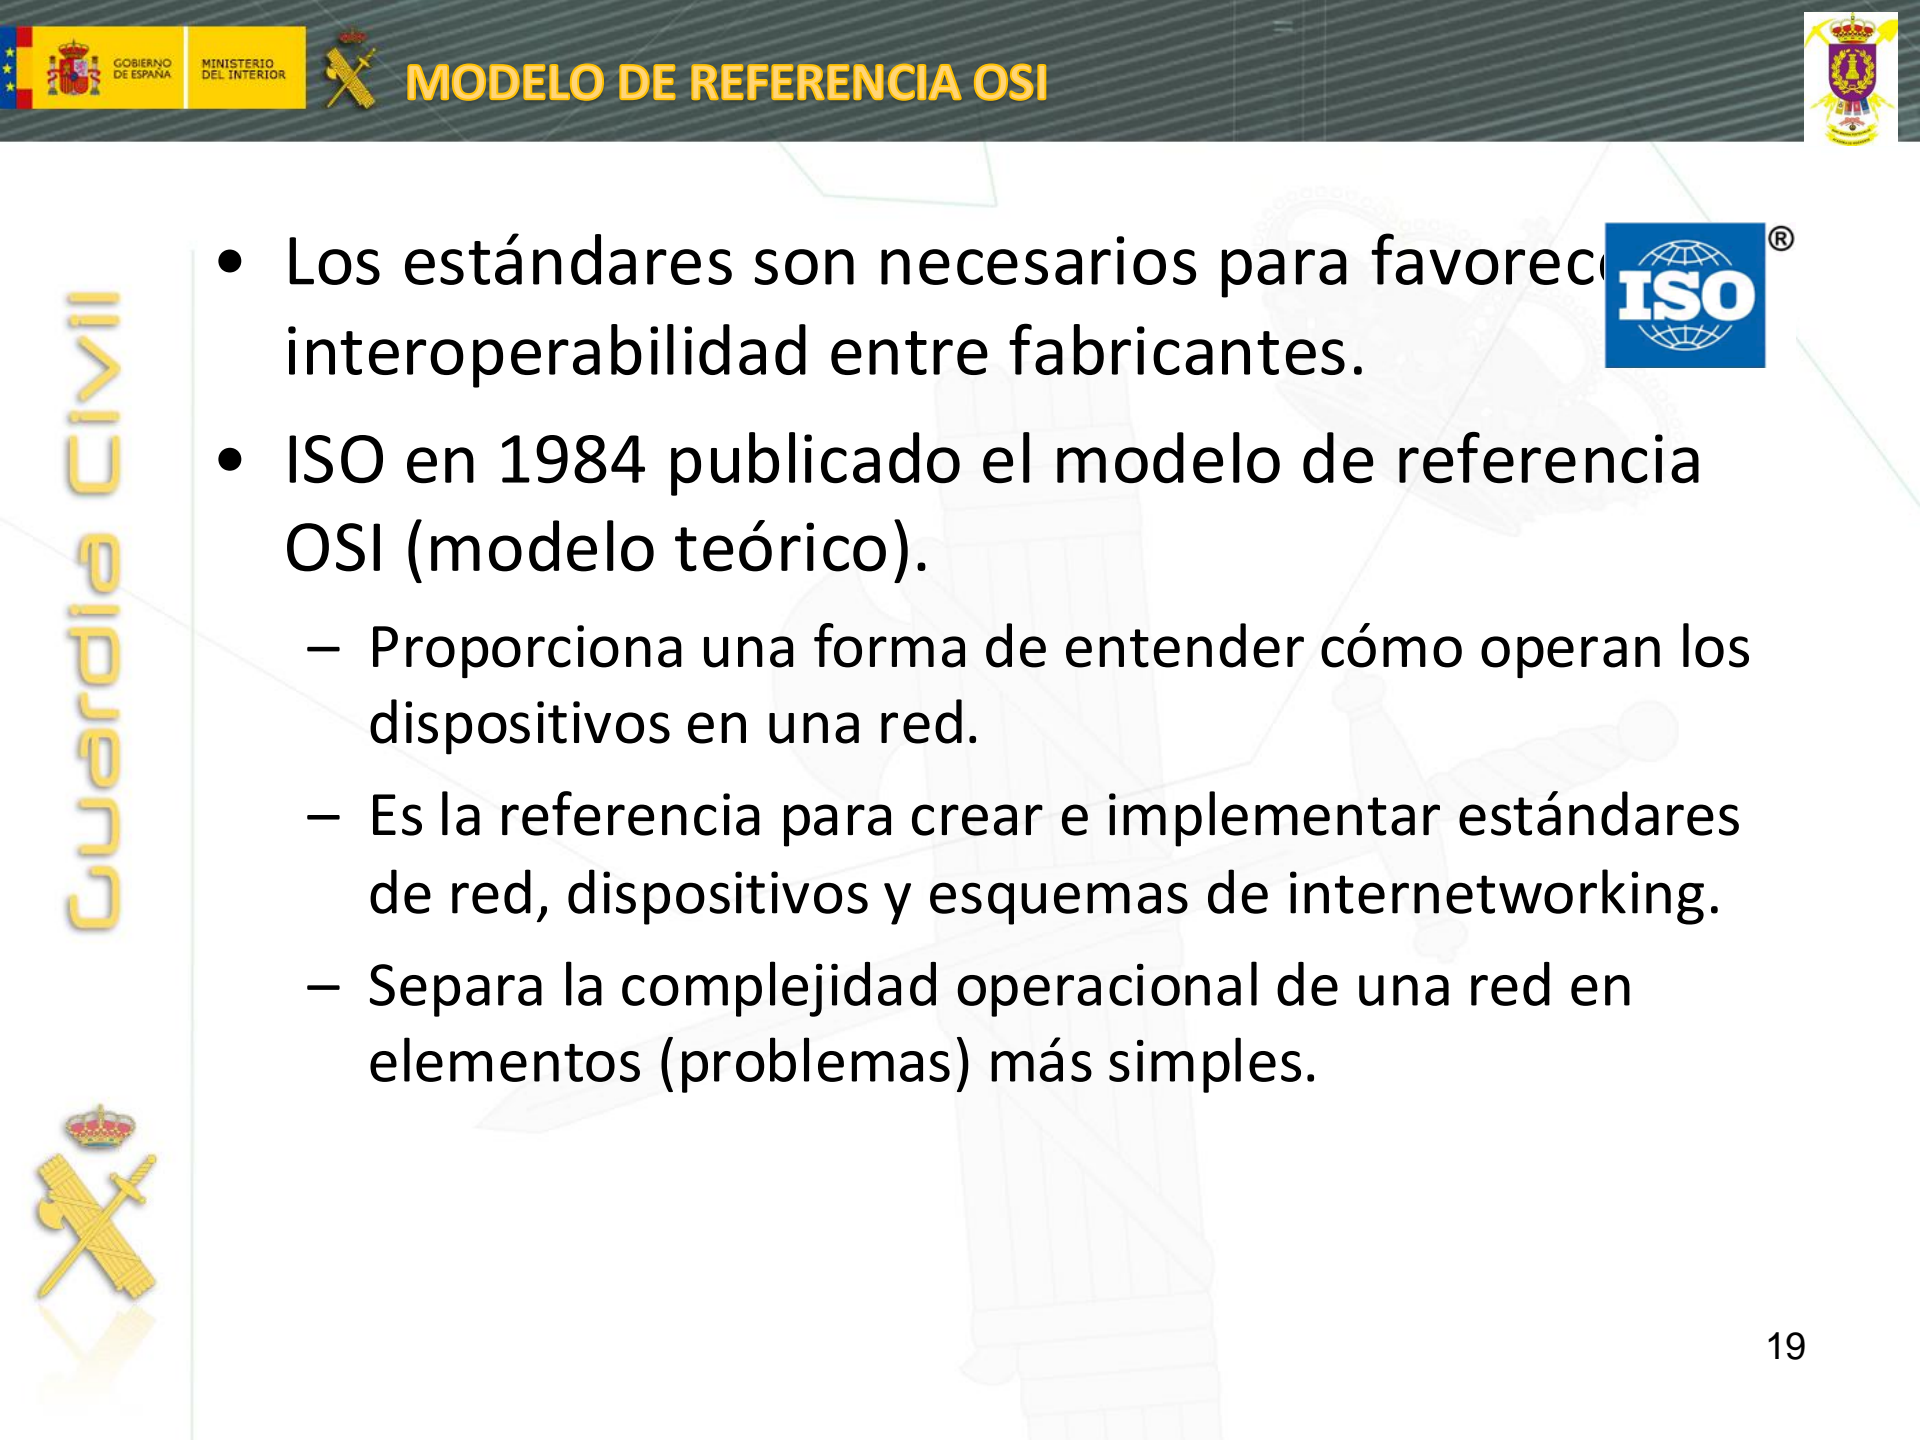 GOBIERNO
DE ESPAÑA
MINISTERIO
DEL INTERIOR
MODELO DE REFERENCIA OSI
Guardia Civil
• Los estándares son necesarios para
ISO®
interoperabilidad entre fabricantes.
• ISO en 1984 publicado el modelo de referencia
OSI (modelo teórico).
– Proporciona una forma de entender cómo operan los
dispositivos en una red.
– Es la referencia para crear e implementar estándares
de red, dispositivos y esquemas de internetworking.
– Separa la complejidad operacional de una red en
elementos (problemas) más simples.
19